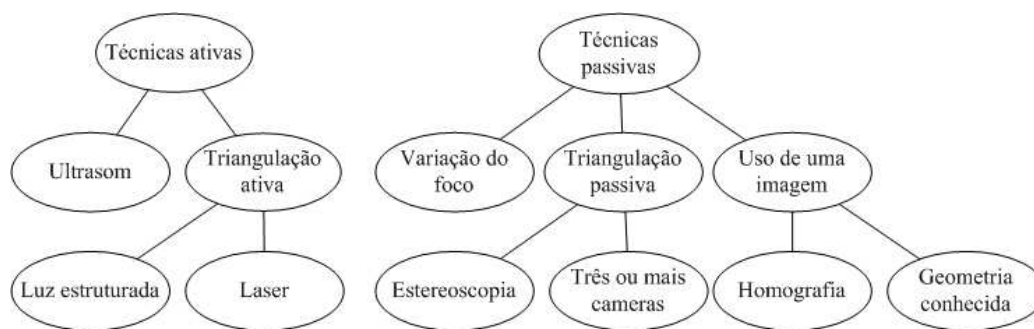 Técnicas ativas
Técnicas
passivas
Ultrasom
Triangulação
ativa
Variação do
foco
Triangulação
passiva
Uso de uma
imagem
Luz estruturada
Laser
Estereoscopia
Três ou mais
cameras
Homografia
Geometria
conhecida